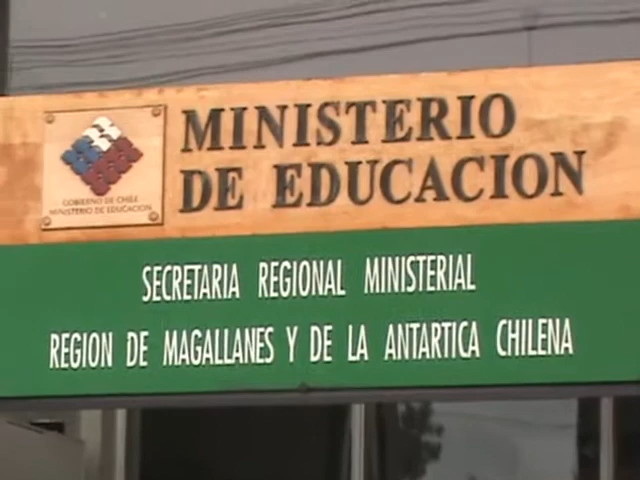 MINISTERIO
DE EDUCACION
GOBIERNO DE CHILE
MINISTERIO DE EDUCACION
SECRETARIA REGIONAL MINISTERIAL
REGION DE MAGALLANES Y DE LA ANTARTICA CHILENA